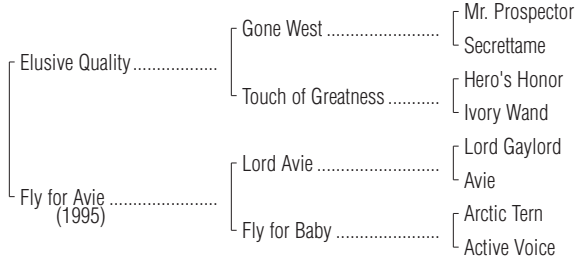 Mr. Prospector
Gone West
Secrettame
Elusive Quality
Hero's Honor
Touch of Greatness
Ivory Wand
Lord Gaylord
Lord Avie
Avie
Fly for Avie
(1995)
Arctic Tern
Fly for Baby
Active Voice